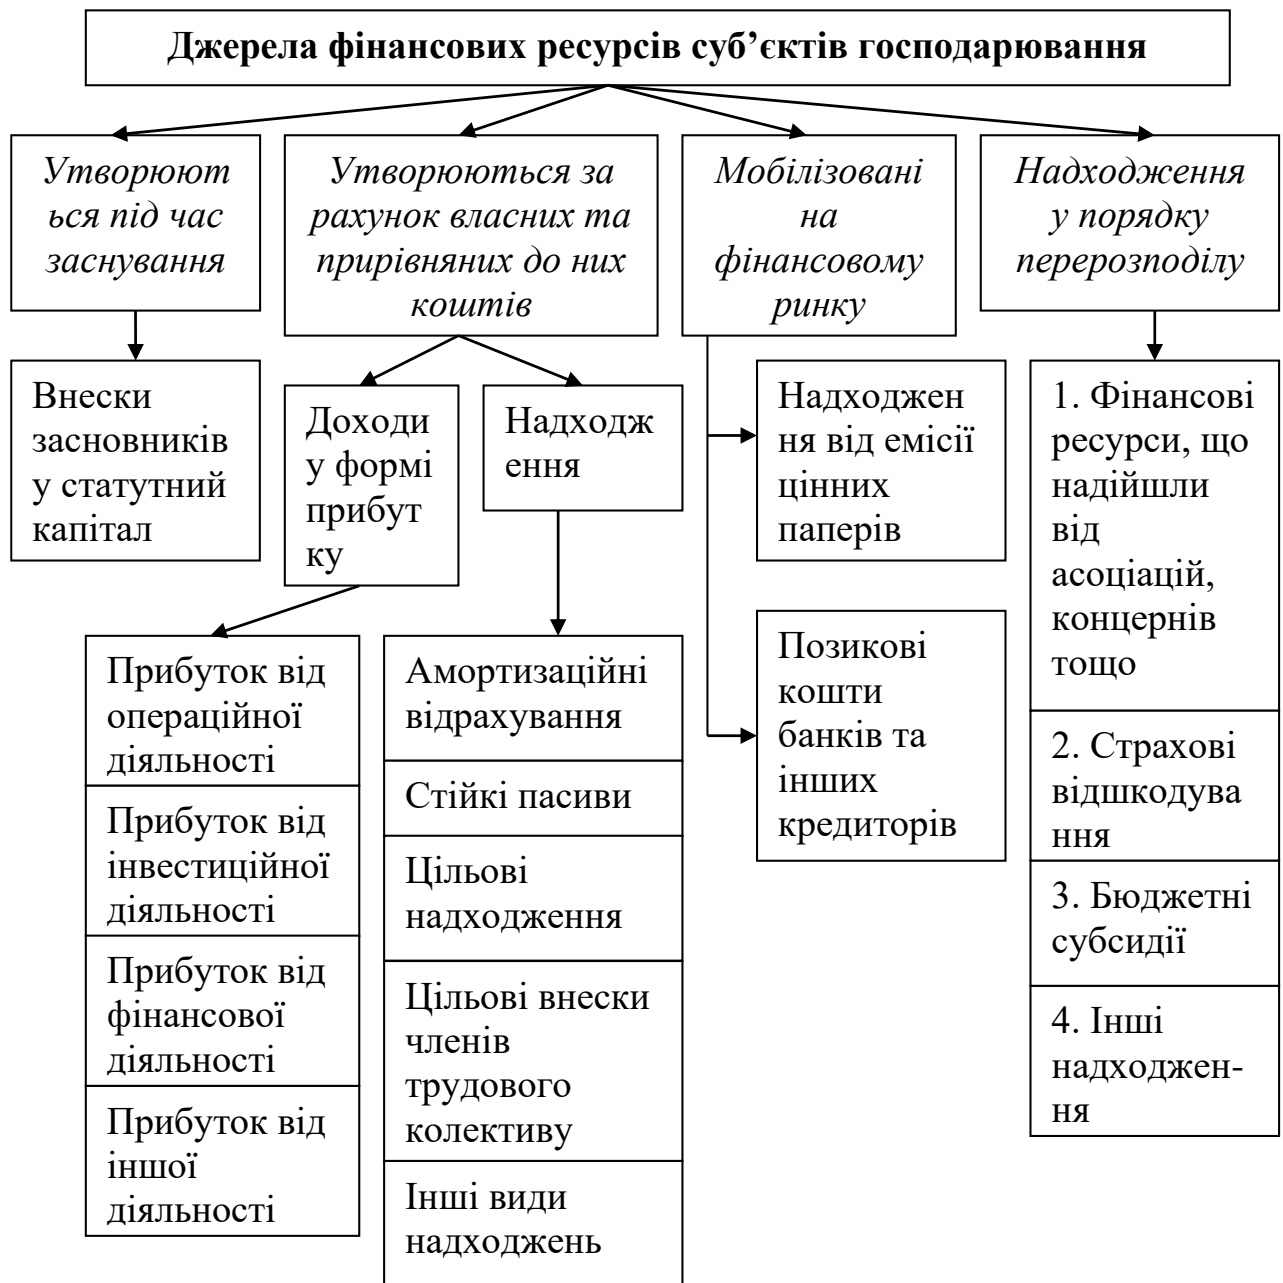 Джерела фінансових ресурсів суб’єктів господарювання
Утворюют
ься під час
заснування
Утворюються за
рахунок власних та
прирівняних до них
коштів
Мобілізовані
на
фінансовому
ринку
Надходження
у порядку
перерозподілу
Внески
засновників
у статутний
капітал
Доходи
у формі
прибут
ку
Надходж
ення
Надходжен
ня від емісії
цінних
паперів
1. Фінансові
ресурси, що
надійшли
від
асоціацій,
концернів
тощо
Прибуток від
операційної
діяльності
Прибуток від
інвестиційної
діяльності
Прибуток від
фінансової
діяльності
Прибуток від
іншої
діяльності
Амортизаційні
відрахування
Стійкі пасиви
Цільові
надходження
Цільові внески
членів
трудового
колективу
Інші види
надходжень
Позикові
кошти
банків та
інших
кредиторів
2. Страхові
відшкодува
ння
3. Бюджетні
субсидії
4. Інші
надходжен-
ня